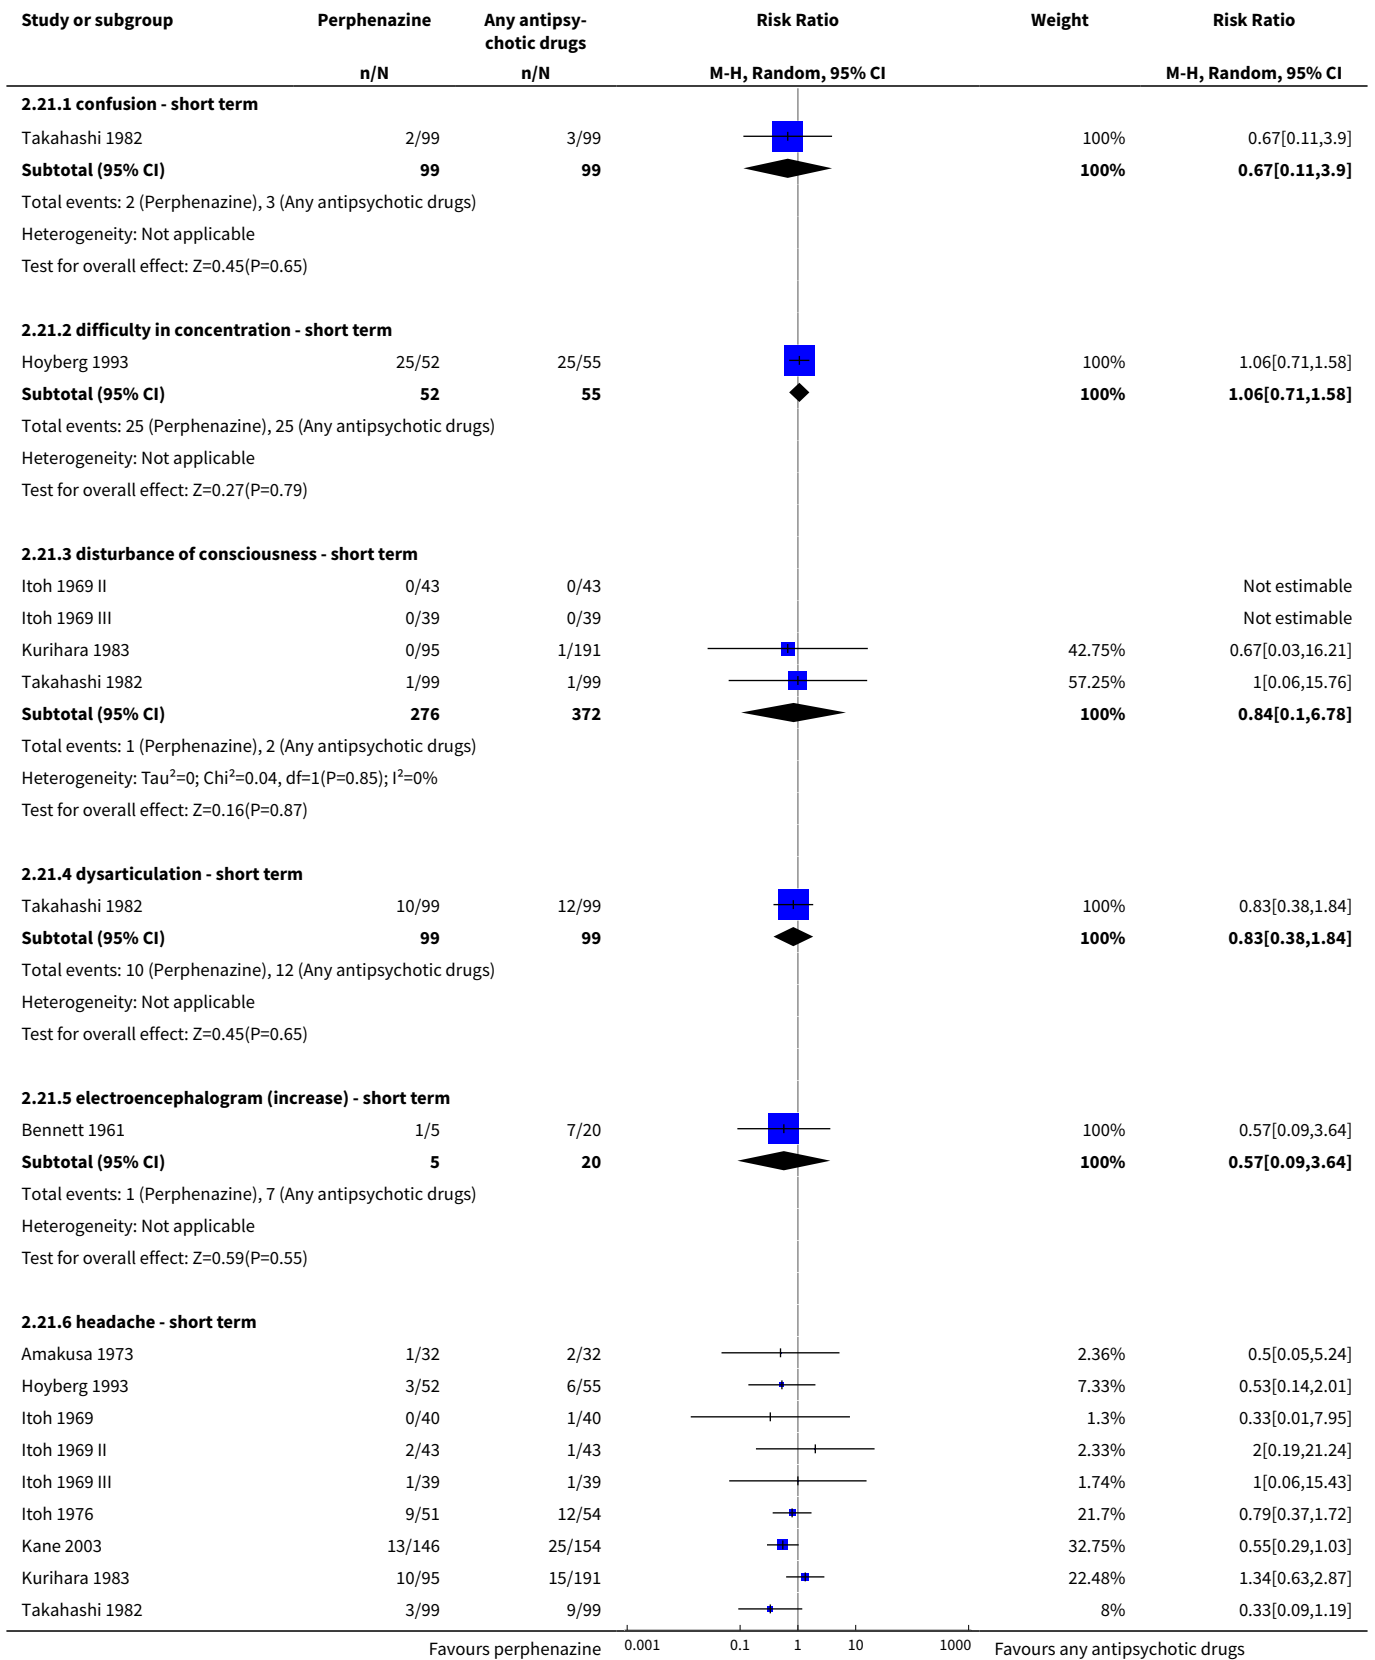 Study or subgroup Perphenazine Any antipsy- Risk Ratio Weight Risk Ratio
chotic drugs
n/N n/N M-H, Random, 95% CI M-H, Random, 95% CI
2.21.1 confusion - short term
Takahashi 1982 2/99 3/99 100% 0.67[0.11,3.9]
Subtotal (95% CI) 99 99 100% 0.67[0.11,3.9]
Total events: 2 (Perphenazine), 3 (Any antipsychotic drugs)
Heterogeneity: Not applicable
Test for overall effect: Z=0.45(P=0.65)
2.21.2 difficulty in concentration - short term
Hoyberg 1993 25/52 25/55 100% 1.06[0.71,1.58]
Subtotal (95% CI) 52 55 100% 1.06[0.71,1.58]
Total events: 25 (Perphenazine), 25 (Any antipsychotic drugs)
Heterogeneity: Not applicable
Test for overall effect: Z=0.27(P=0.79)
2.21.3 disturbance of consciousness - short term
Itoh 1969 II 0/43 0/43 Not estimable
Itoh 1969 III 0/39 0/39 Not estimable
Kurihara 1983 0/95 1/191 42.75% 0.67[0.03,16.21]
Takahashi 1982 1/99 1/99 57.25% 1[0.06,15.76]
Subtotal (95% CI) 276 372 100% 0.84[0.1,6.78]
Total events: 1 (Perphenazine), 2 (Any antipsychotic drugs)
Heterogeneity: Tau²=0; Chi²=0.04, df=1(P=0.85); I²=0%
Test for overall effect: Z=0.16(P=0.87)
2.21.4 dysarticulation - short term
Takahashi 1982 10/99 12/99 100% 0.83[0.38,1.84]
Subtotal (95% CI) 99 99 100% 0.83[0.38,1.84]
Total events: 10 (Perphenazine), 12 (Any antipsychotic drugs)
Heterogeneity: Not applicable
Test for overall effect: Z=0.45(P=0.65)
2.21.5 electroencephalogram (increase) - short term
Bennett 1961 1/5 7/20 100% 0.57[0.09,3.64]
Subtotal (95% CI) 5 20 100% 0.57[0.09,3.64]
Total events: 1 (Perphenazine), 7 (Any antipsychotic drugs)
Heterogeneity: Not applicable
Test for overall effect: Z=0.59(P=0.55)
2.21.6 headache - short term
Amakusa 1973 1/32 2/32 2.36% 0.5[0.05,5.24]
Hoyberg 1993 3/52 6/55 7.33% 0.53[0.14,2.01]
Itoh 1969 0/40 1/40 1.3% 0.33[0.01,7.95]
Itoh 1969 II 2/43 1/43 2.33% 2[0.19,21.24]
Itoh 1969 III 1/39 1/39 1.74% 1[0.06,15.43]
Itoh 1976 9/51 12/54 21.7% 0.79[0.37,1.72]
Kane 2003 13/146 25/154 32.75% 0.55[0.29,1.03]
Kurihara 1983 10/95 15/191 22.48% 1.34[0.63,2.87]
Takahashi 1982 3/99 9/99 8% 0.33[0.09,1.19]
Favours perphenazine 0.001 0.1 1 10 1000 Favours any antipsychotic drugs